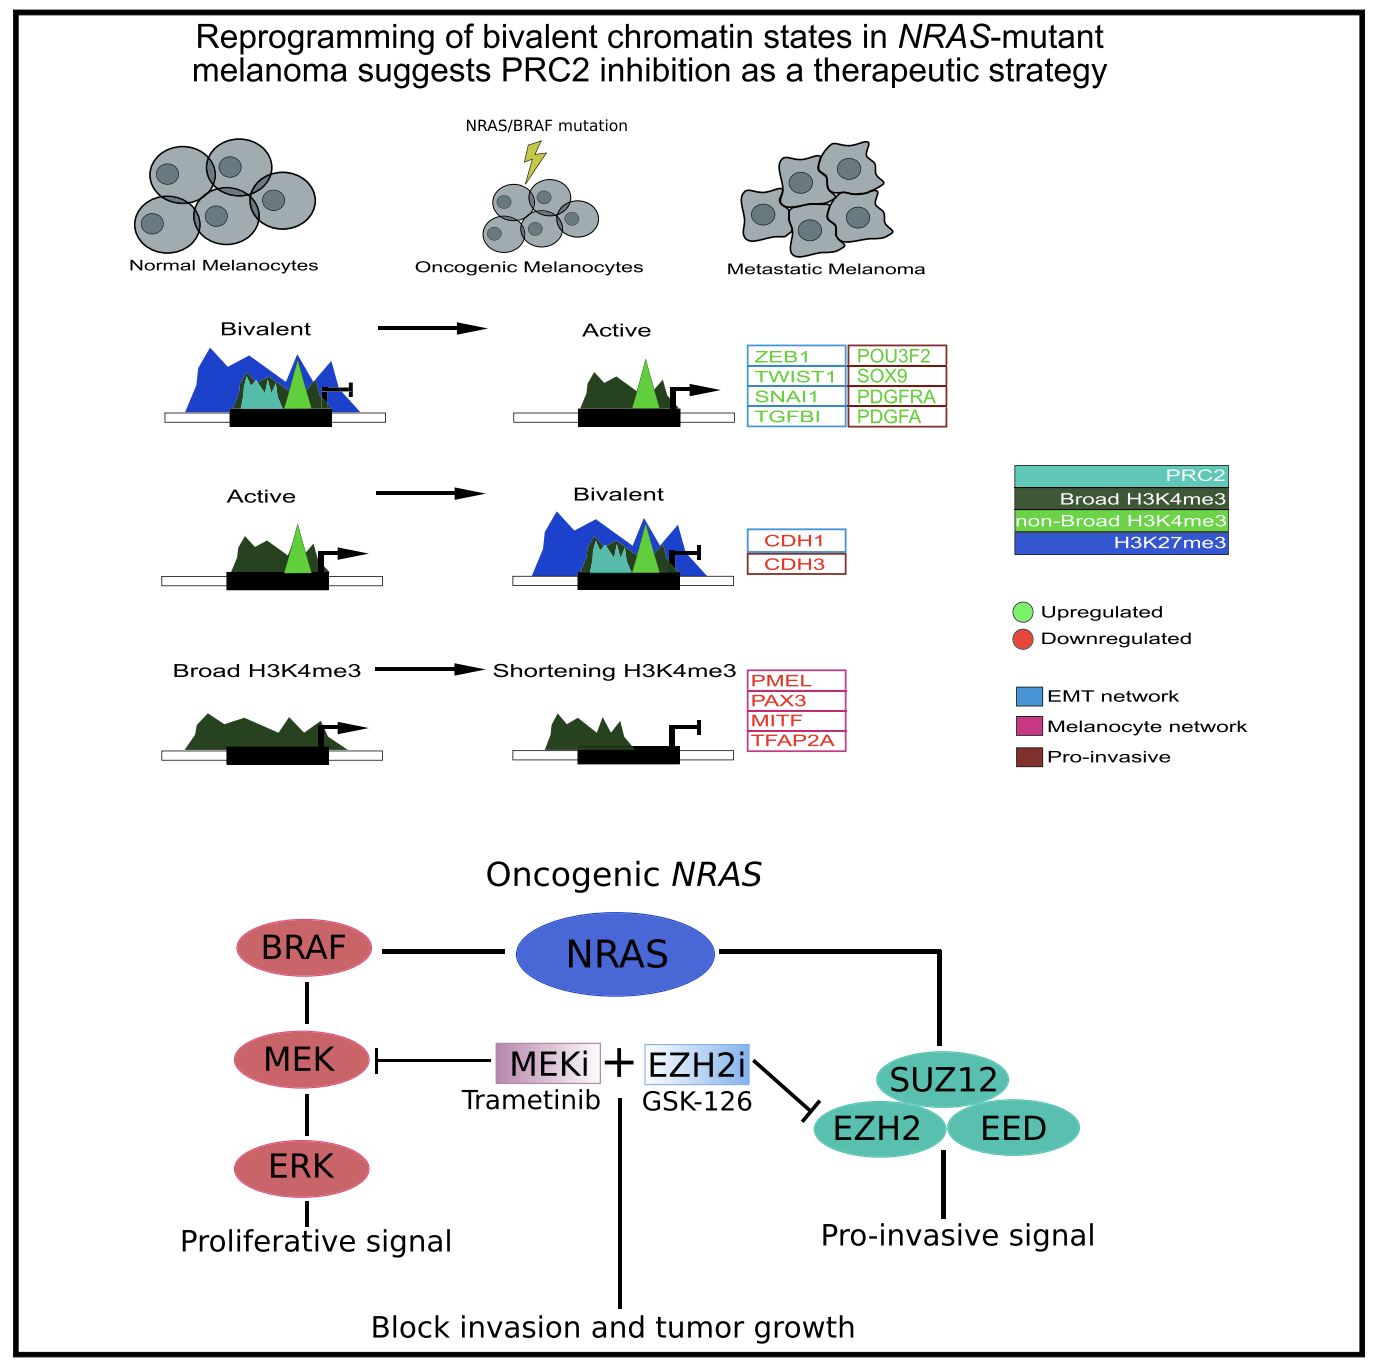 Reprogramming of bivalent chromatin states in NRAS-mutant
melanoma suggests PRC2 inhibition as a therapeutic strategy
NRAS/BRAF mutation
Normal Melanocytes
Oncogenic Melanocytes
Metastatic Melanoma
Bivalent
Active
ZEB1
POU3F2
TWIST1
SOX9
SNAI1
PDGFRA
TGFBI
PDGFA
Active
Bivalent
CDH1
CDH3
PRC2
Broad H3K4me3
non-Broad H3K4me3
H3K27me3
Upregulated
Downregulated
Broad H3K4me3
Shortening H3K4me3
PMEL
PAX3
MITF
TFAP2A
EMT network
Melanocyte network
Pro-invasive
Oncogenic NRAS
BRAF
NRAS
MEK
MEKi
+
EZH2i
Trametinib
GSK-126
SUZ12
EZH2
EED
ERK
Proliferative signal
Pro-invasive signal
Block invasion and tumor growth